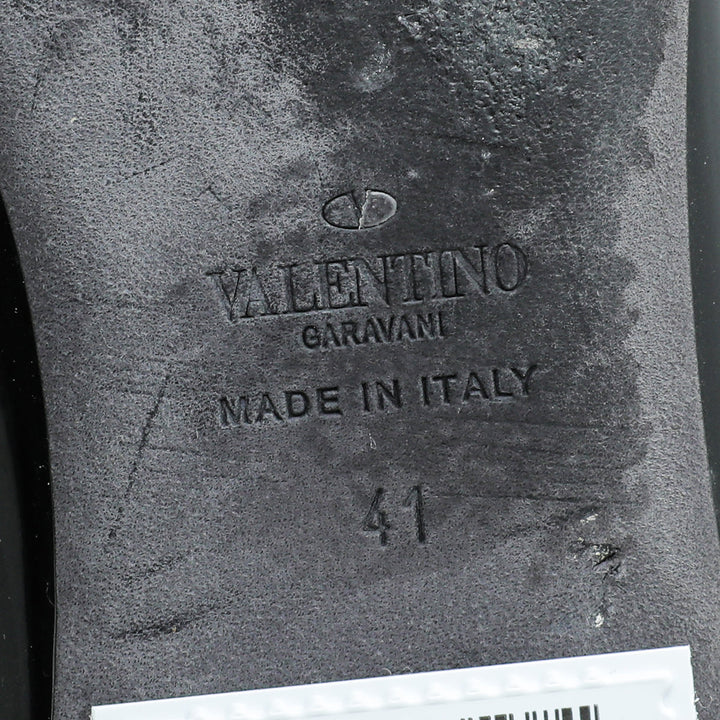 VALENTINO
GARAVANI
MADE IN ITALY
41